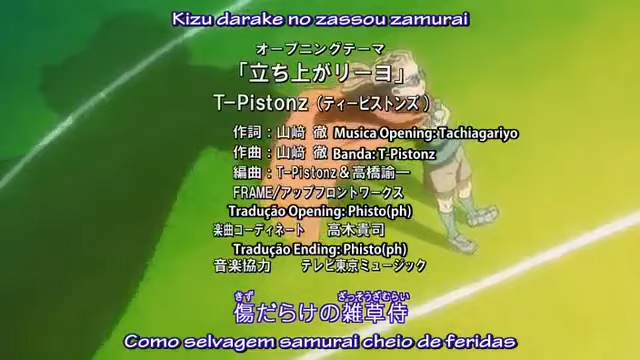 Kizu darake no zassou zamurai
オープニングテーマ
「立ち上がリーヨ」
T-Pistonz（ティーピストンズ）
作詞：山﨑 徹 Musica Opening: Tachiagariyo
作曲：山﨑 徹 Banda: T-Pistonz
編曲：T-Pistonz＆高橋諭一
FRAME/アップフロントワークス
Tradução Opening: Phisto(ph)
楽曲コーディネート 高木貴司
Tradução Ending: Phisto(ph)
音楽協力 テレビ東京ミュージック
きず ざっそうざむらい
傷だらけの雑草侍
Como selvagem samurai cheio de feridas